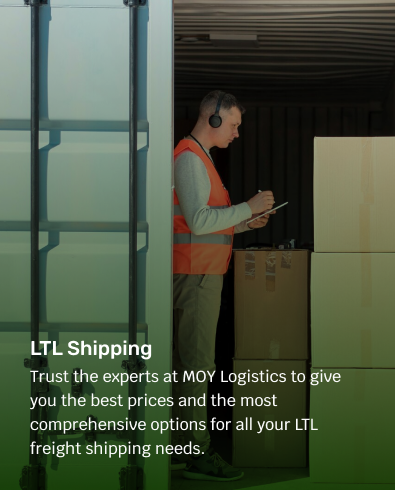 LTL Shipping
Trust the experts at MOY Logistics to give
you the best prices and the most
comprehensive options for all your LTL
freight shipping needs.